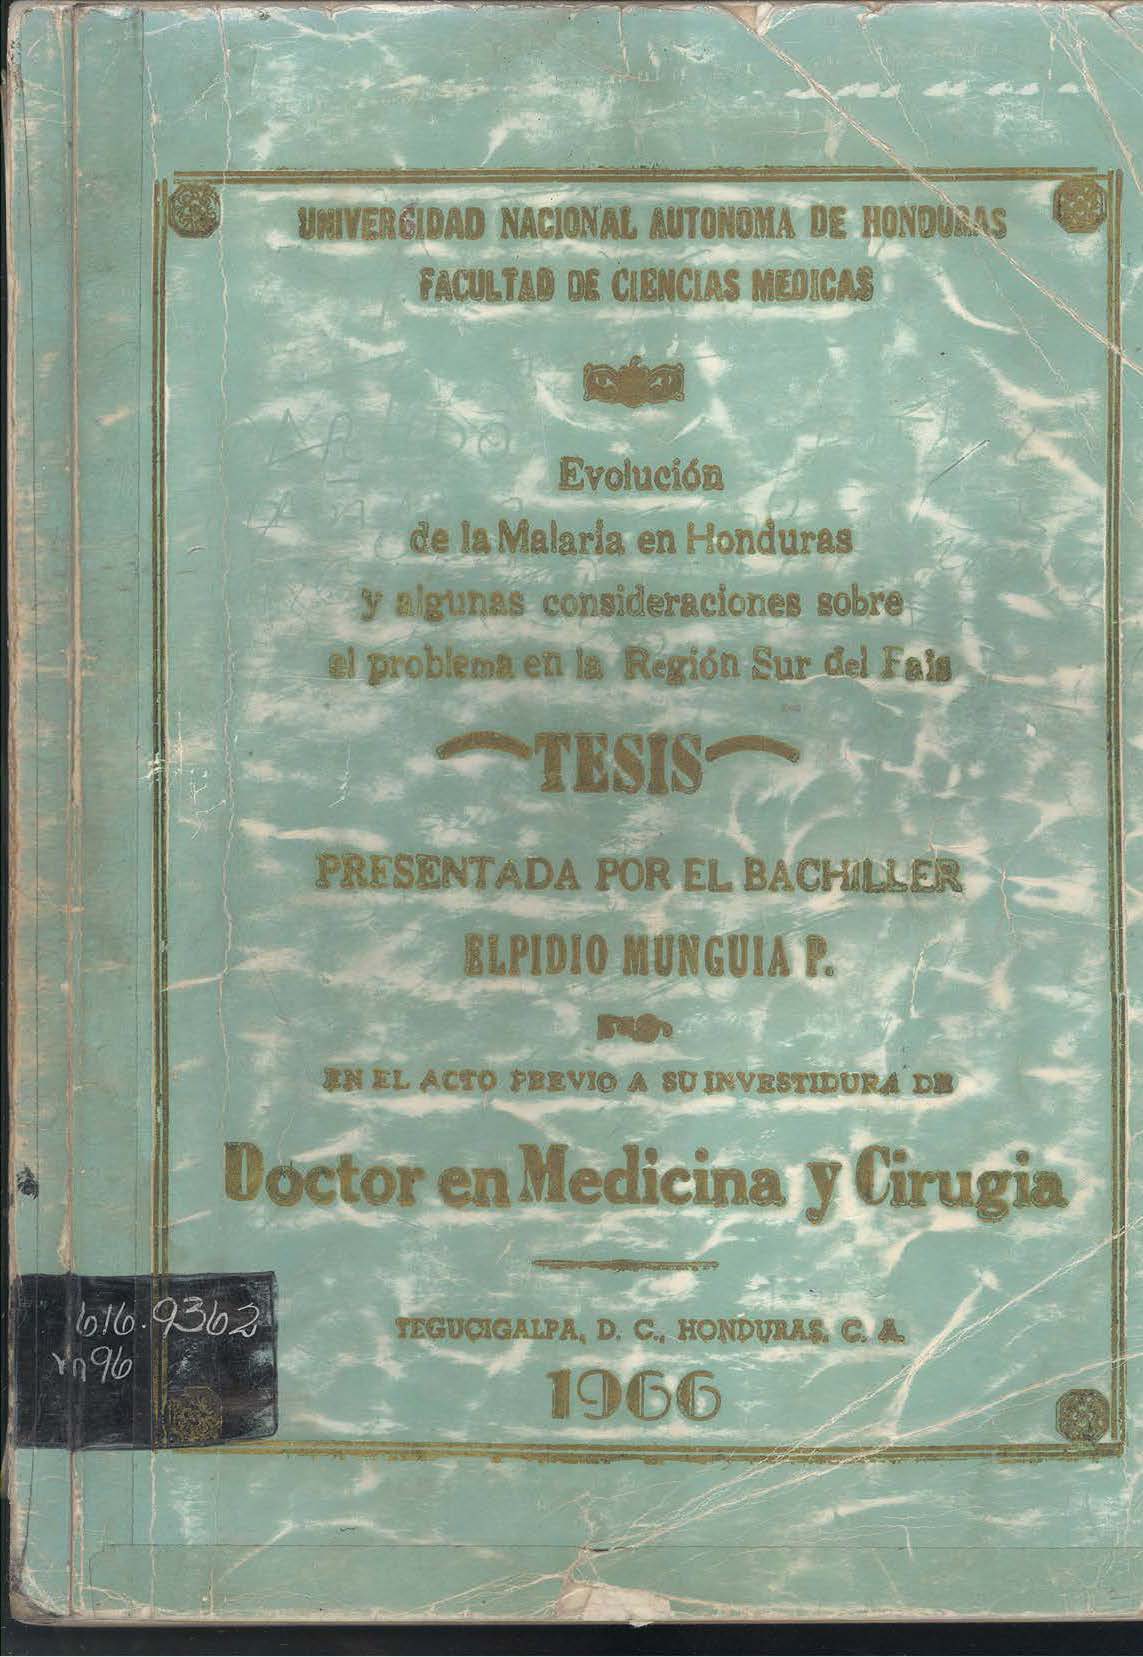 UNIVERSIDAD NACIONAL AUTONOMA DE HONDURAS
FACULTAD DE CIENCIAS MEDICAS
Evolución
de la Malaria en Honduras
y algunas consideraciones sobre
el problema en la Región Sur del Pais
TESIS
PRESENTADA POR EL BACHILLER
ELPIDIO MUNGUIA P.
EN EL ACTO PREVIO A SU INVESTIDURA DE
Doctor en Medicina y Cirugia
TEGUCIGALPA, D. C., HONDURAS, C. A.
1966
616.9362
m96